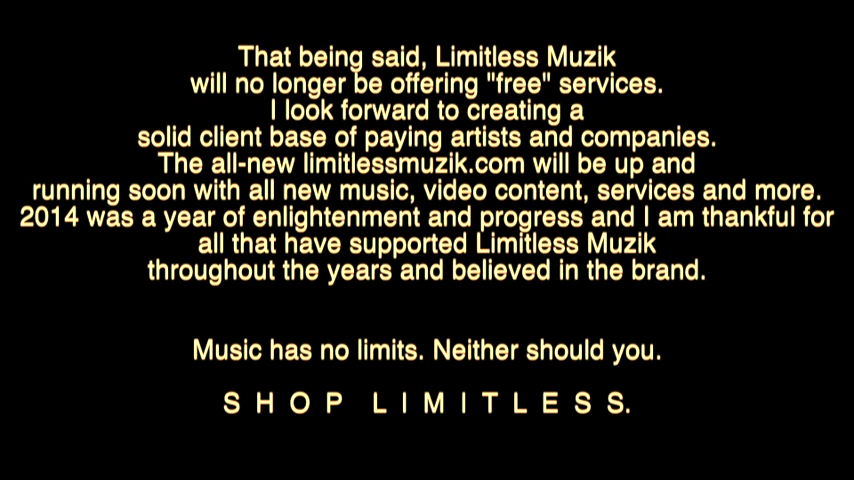 That being said, Limitless Muzik
will no longer be offering "free" services.
I look forward to creating a
solid client base of paying artists and companies.
The all-new limitlessmuzik.com will be up and
running soon with all new music, video content, services and more.
2014 was a year of enlightenment and progress and I am thankful for
all that have supported Limitless Muzik
throughout the years and believed in the brand.
Music has no limits. Neither should you.
S H O P L I M I T L E S S.